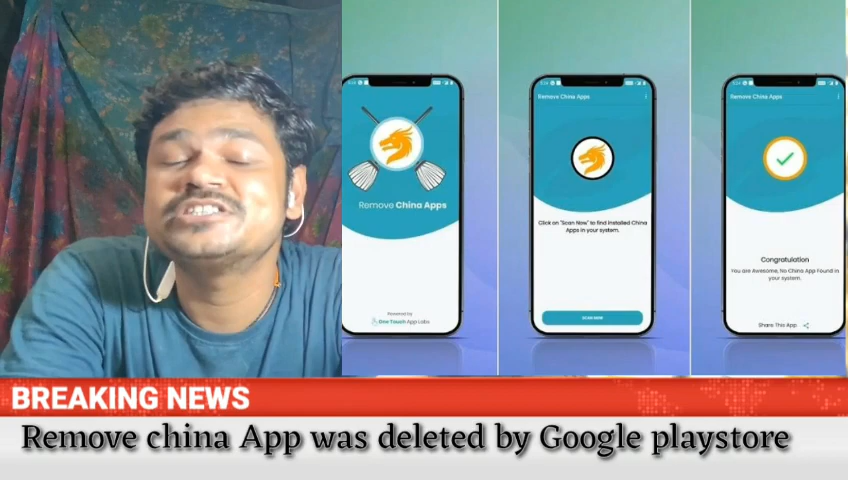 Remove China Apps
Powered by
One Touch App Labs
Remove China Apps
Click on "Scan Now" to find installed China
Apps in your system.
SCAN NOW
Remove China Apps
Congratulation
You are Awesome, No China App Found in
your system.
Share This App
BREAKING NEWS
Remove china App was deleted by Google playstore